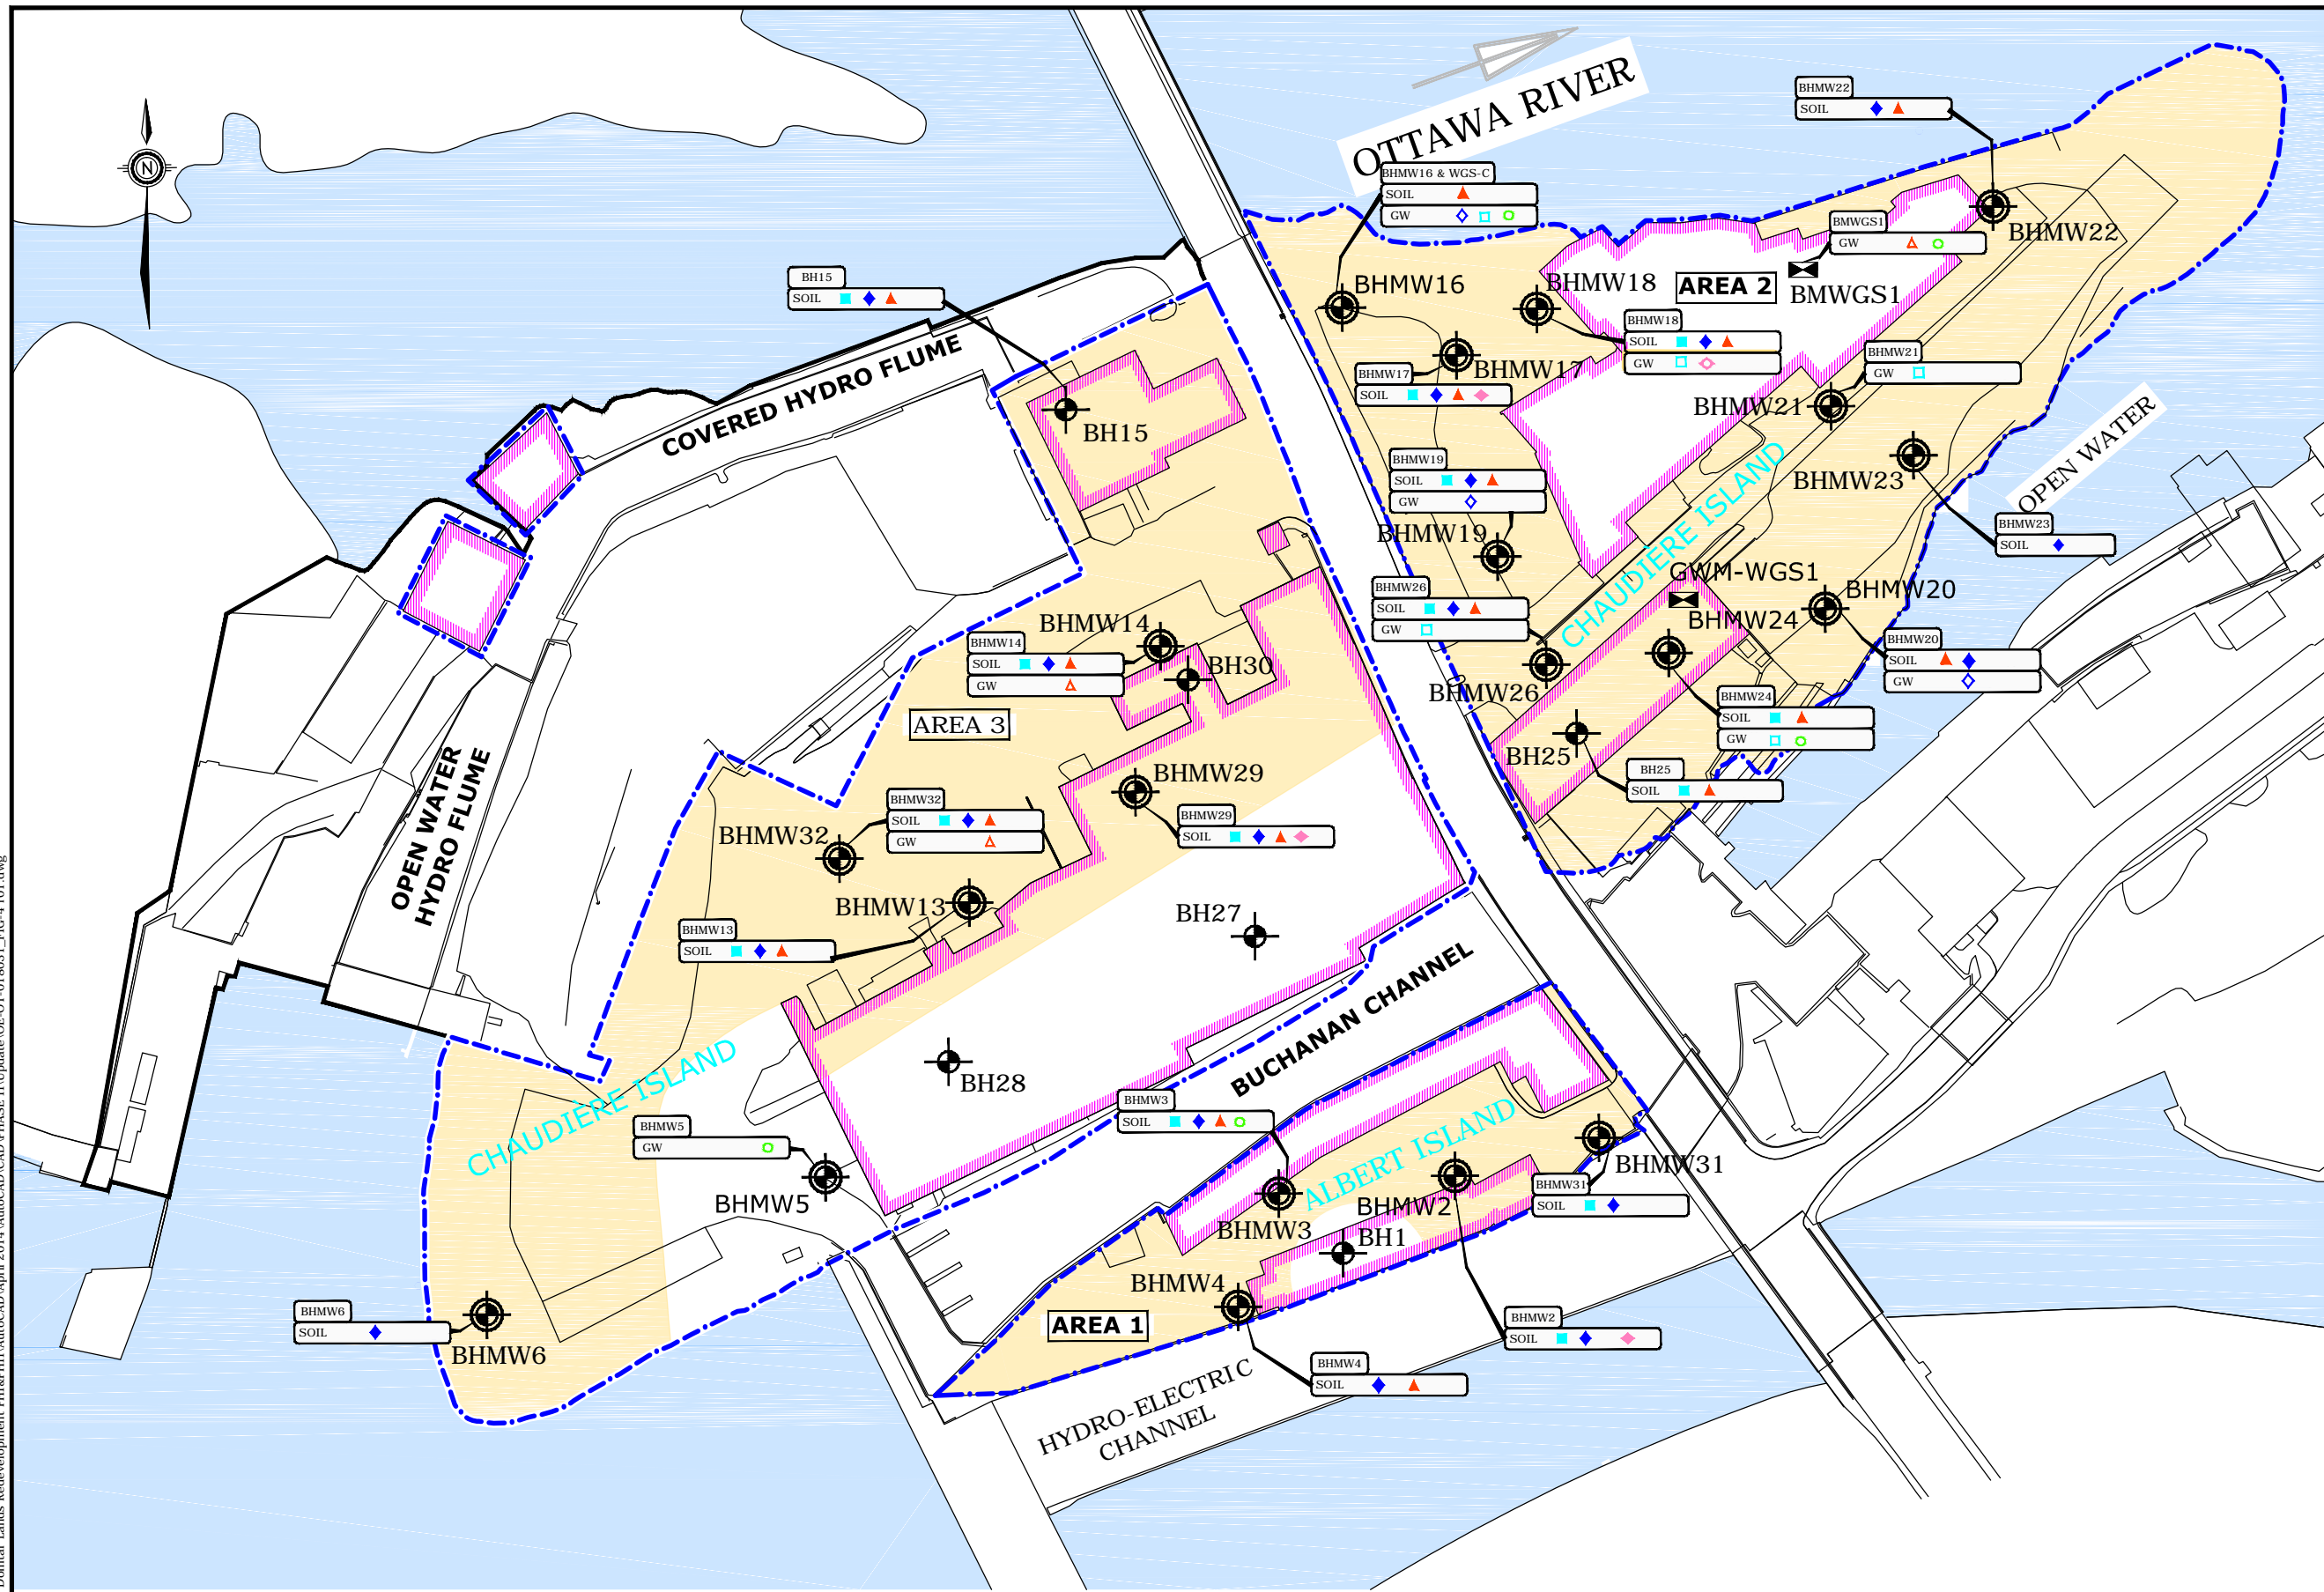 OTTAWA RIVER
N
BHMW22
SOIL
BHMW22
BHMW16 & WGS-C
SOIL
GW
BHMW16
BMWGS1
GW
BMWGS1
AREA 2
BHMW18
BHMW18
SOIL
GW
BH15
SOIL
BH15
COVERED HYDRO FLUME
BHMW17
BHMW17
SOIL
BHMW21
GW
BHMW21
BHMW23
BHMW23
SOIL
OPEN WATER
BHMW19
SOIL
GW
BHMW19
CHAUDIÈRE ISLAND
GWM-WGS1
BHMW20
BHMW20
SOIL
GW
BHMW26
SOIL
GW
BHMW26
BHMW24
BHMW24
SOIL
GW
BH25
BH25
SOIL
BHMW14
BHMW14
SOIL
GW
BH30
AREA 3
BHMW29
BHMW29
SOIL
BHMW32
SOIL
GW
BHMW32
BHMW13
BHMW13
SOIL
OPEN WATER
HYDRO FLUME
BH27
BH28
BUCHANAN CHANNEL
CHAUDIÈRE ISLAND
BHMW5
GW
BHMW5
BHMW3
SOIL
BHMW3
ALBERT ISLAND
BHMW2
BHMW31
BHMW31
SOIL
BH1
BHMW4
AREA 1
BHMW6
SOIL
BHMW6
BHMW2
SOIL
BHMW4
SOIL
HYDRO-ELECTRIC
CHANNEL